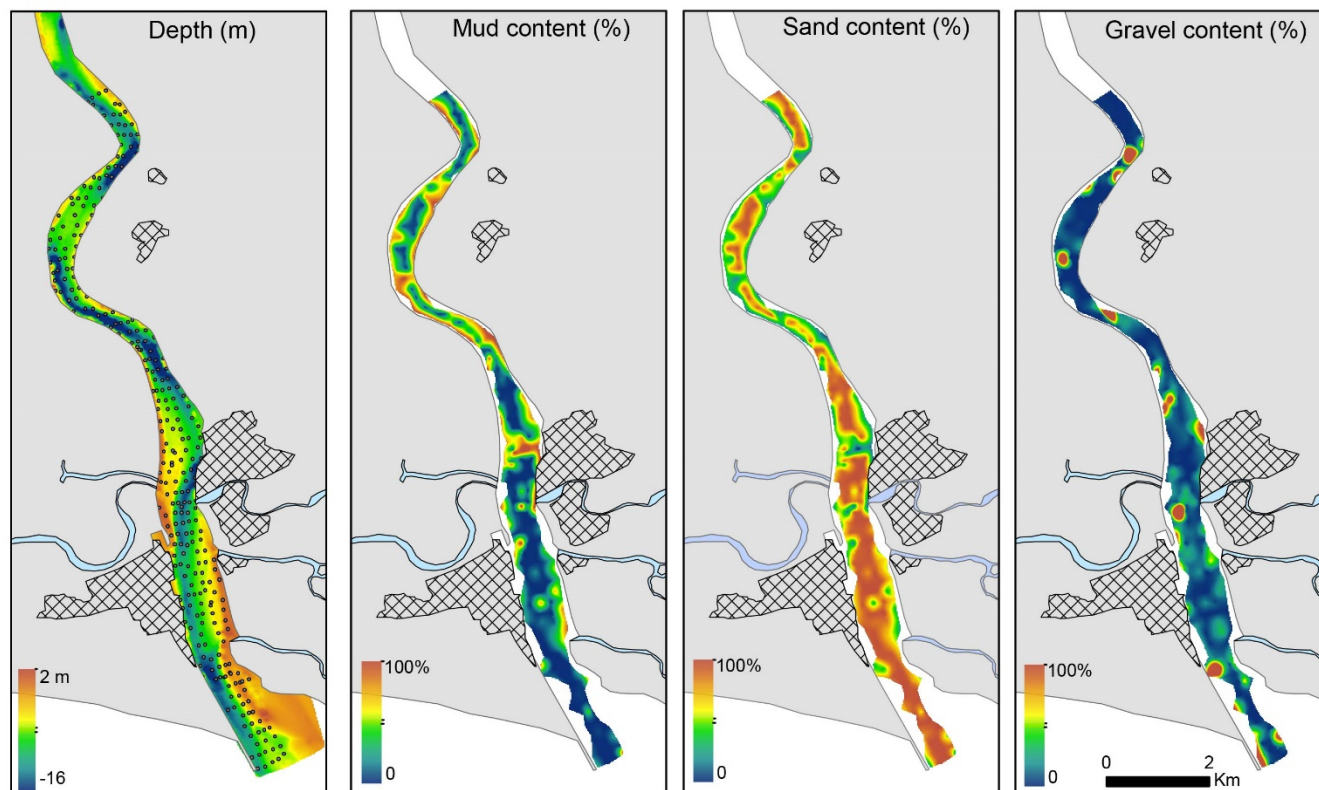 Depth (m)
2 m
-16
Mud content (%)
100%
0
Sand content (%)
100%
0
Gravel content (%)
100%
0
0 2
Km